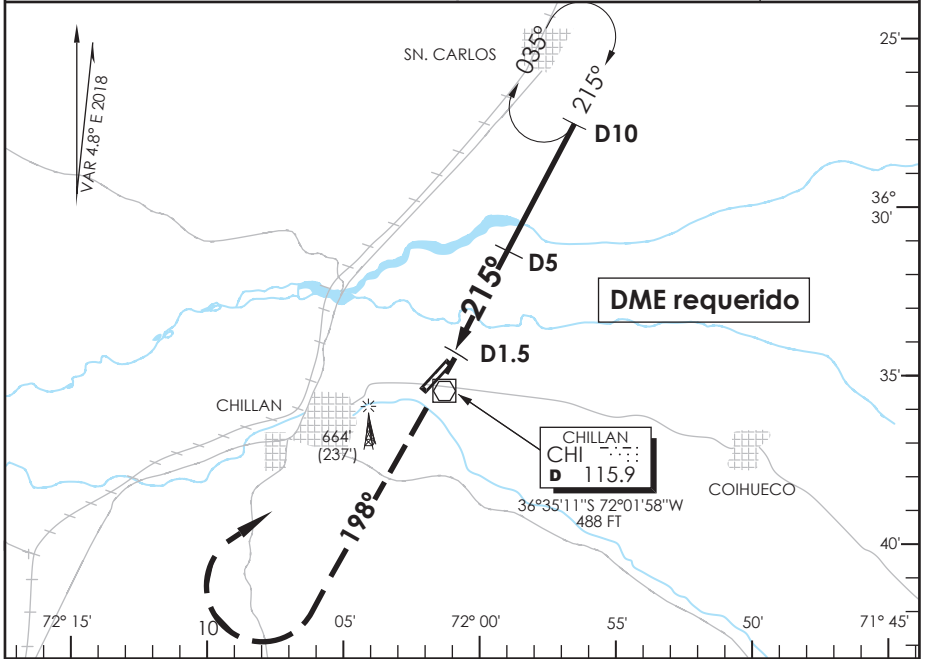 25'
SN. CARLOS
035°
215°
VAR 4.8° E 2018
D10
36°
30'
D5
215°
DME requerido
D1.5
35'
CHILLAN
664'
(237')
CHILLAN
CHI
D 115.9
36°35'11"S 72°01'58"W
488 FT
COIHUECO
198°
40'
72° 15'
10
05'
72° 00'
55'
50'
71° 45'